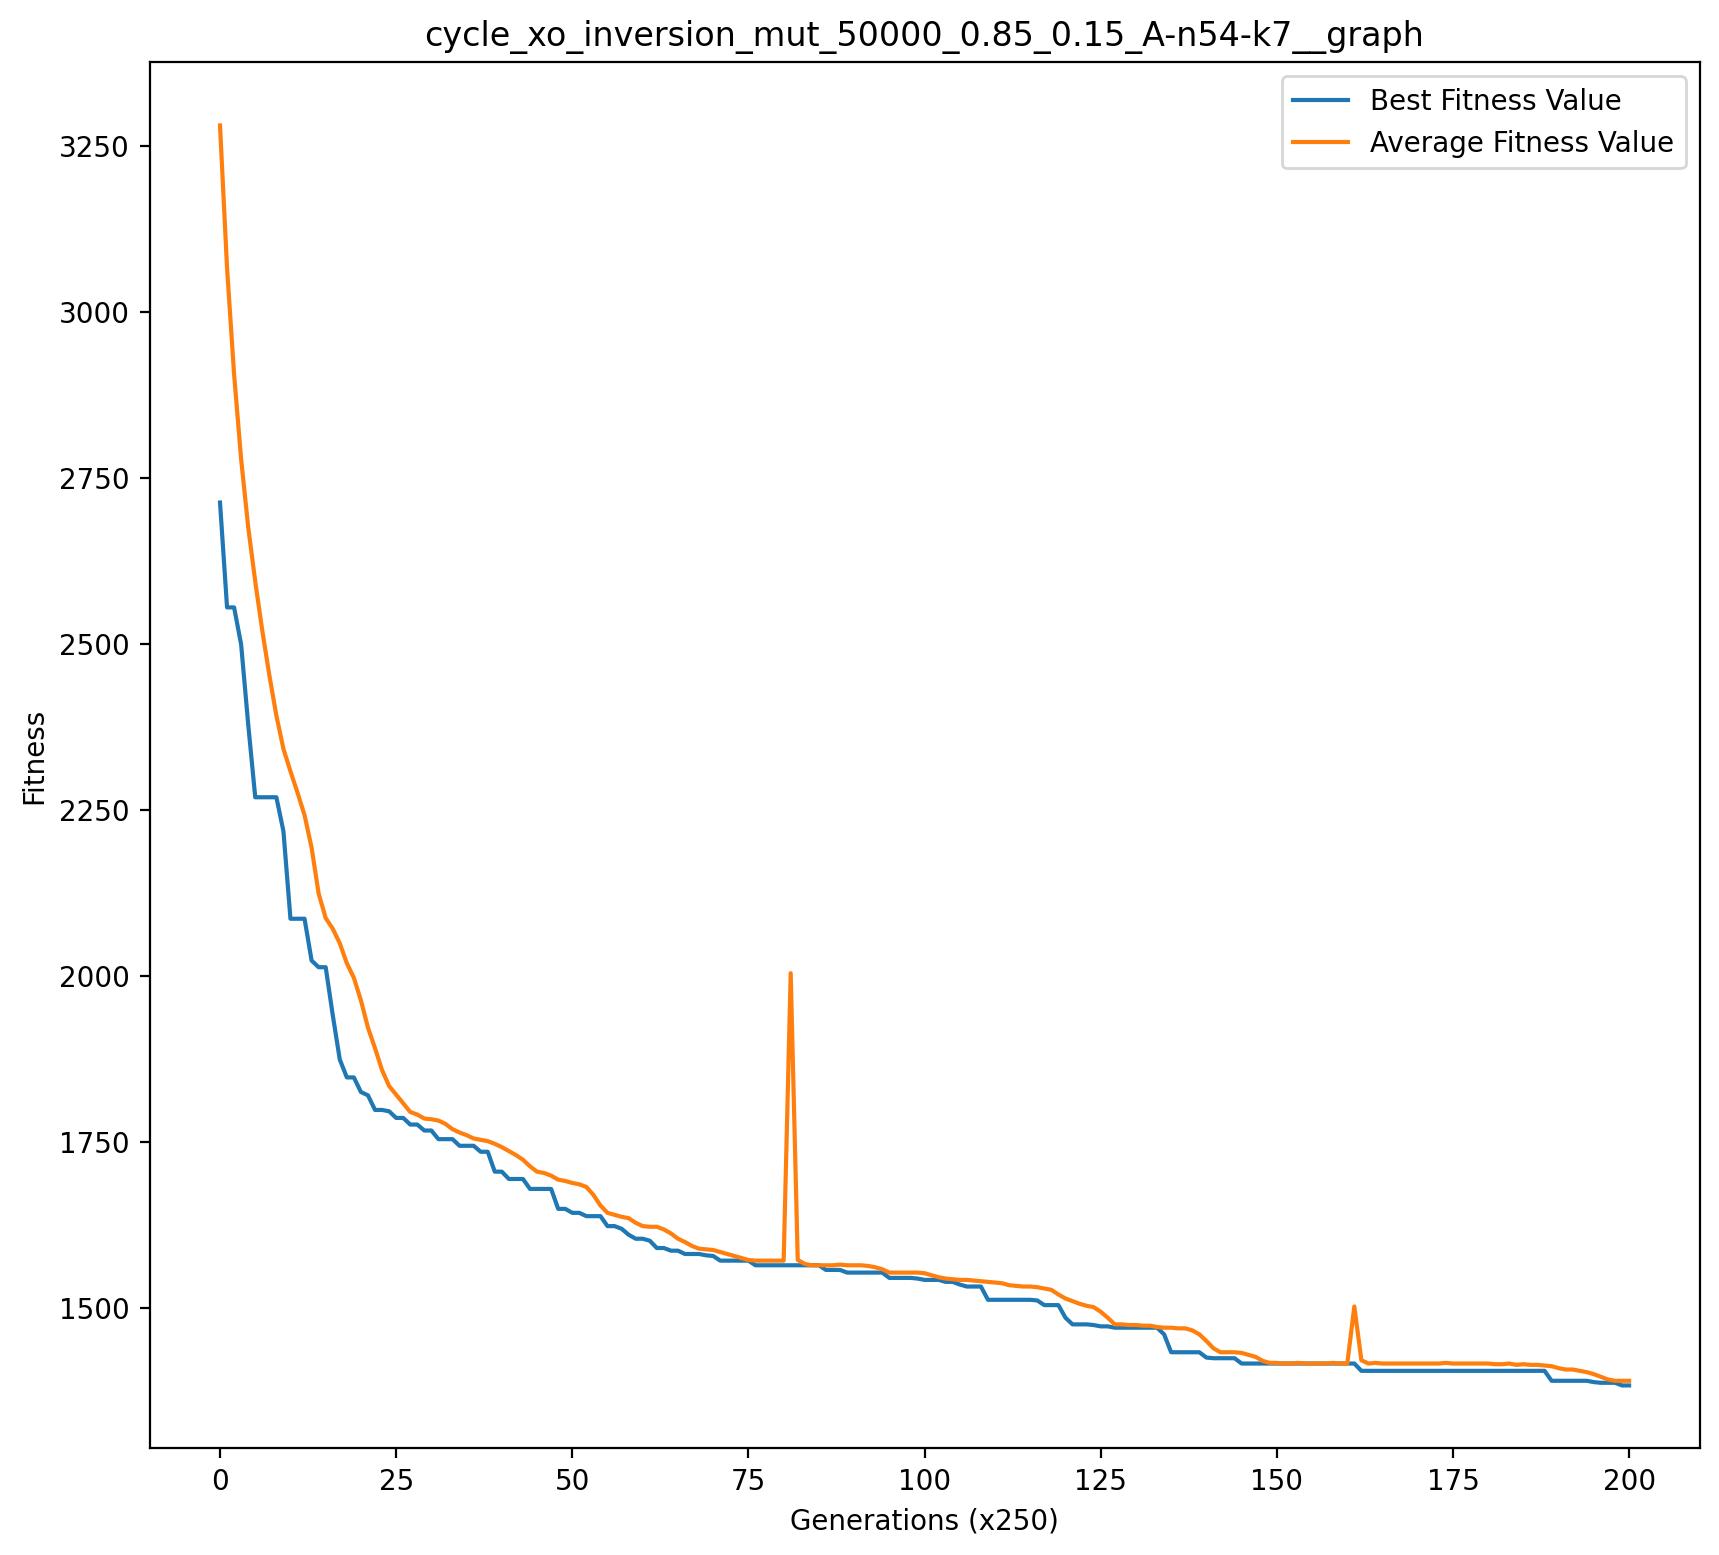 cycle_xo_inversion_mut_50000_0.85_0.15_A-n54-k7__graph
Best Fitness Value
Average Fitness Value
3250
3000
2750
2500
2250
2000
1750
1500
Fitness
0 25 50 75 100 125 150 175 200
Generations (x250)